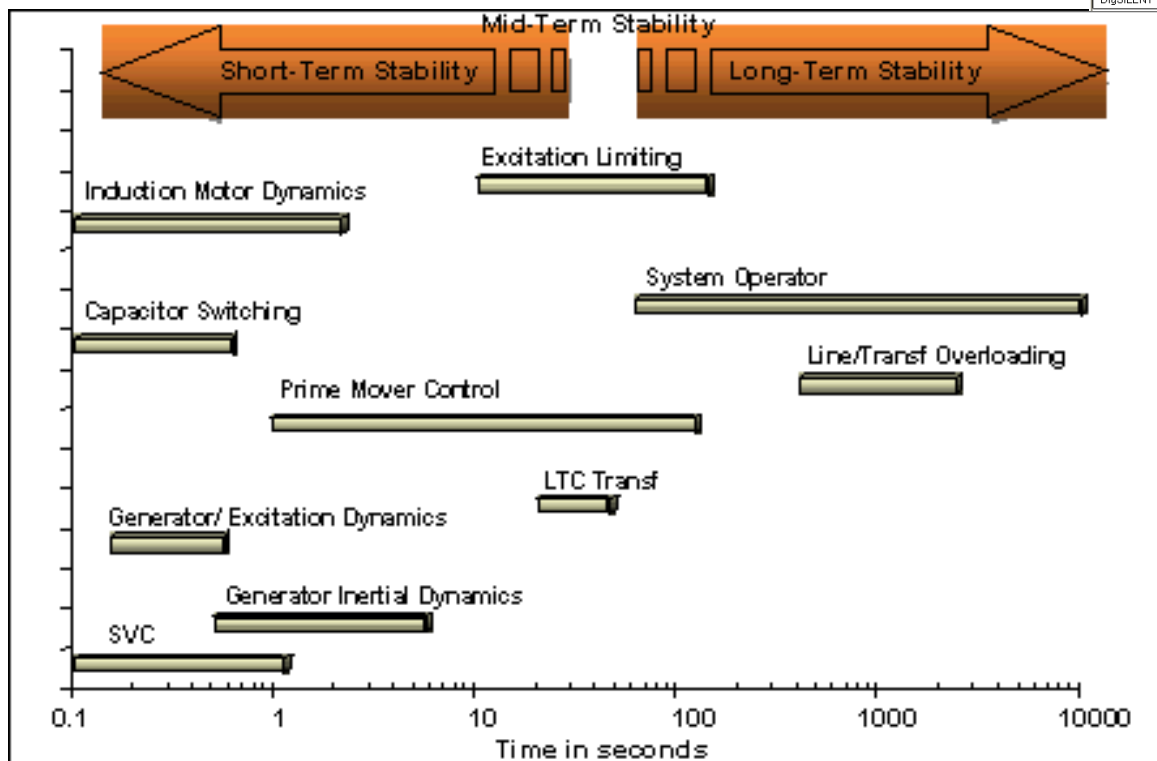 DIgSILENT
Mid-Term Stability
Short-Term Stability
Long-Term Stability
Excitation Limiting
Induction Motor Dynamics
System Operator
Capacitor Switching
Line/Transf Overloading
Prime Mover Control
LTC Transf
Generator/ Excitation Dynamics
Generator Inertial Dynamics
SVC
0.1 1 10 100 1000 10000
Time in seconds